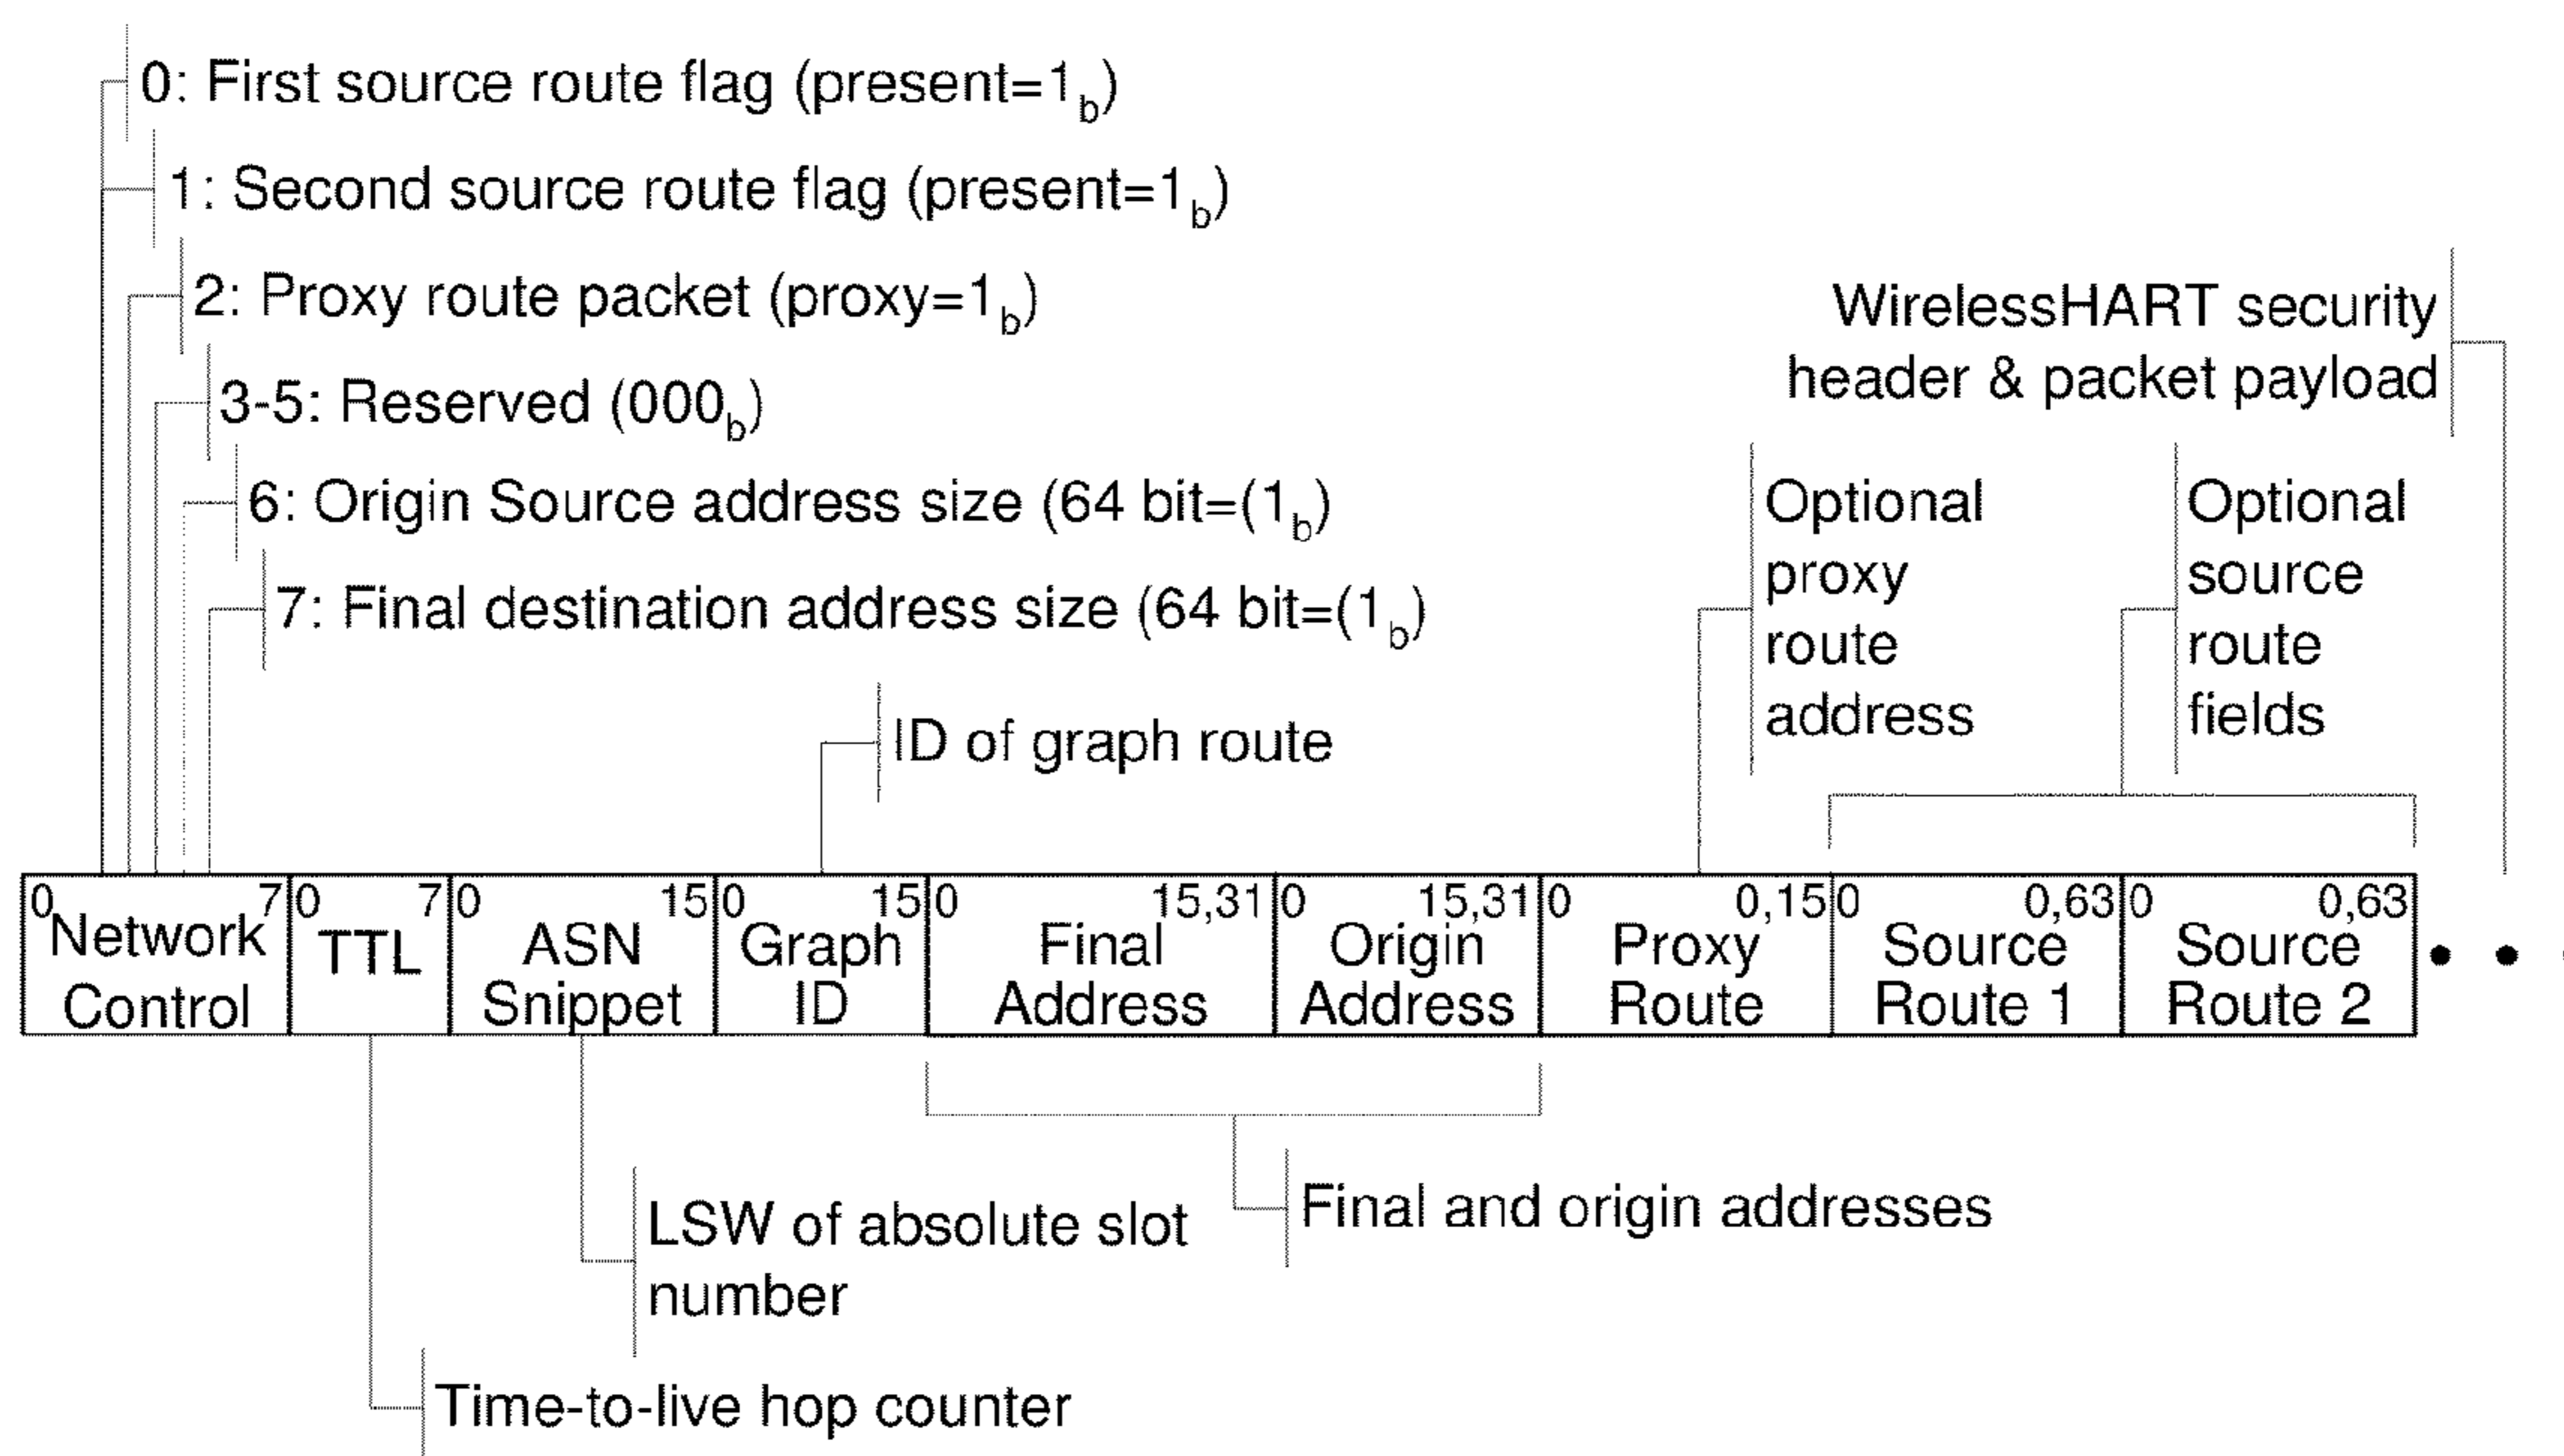 0: First source route flag (present=1b)
1: Second source route flag (present=1b)
2: Proxy route packet (proxy=1b)
3-5: Reserved (000b)
6: Origin Source address size (64 bit=(1b)
7: Final destination address size (64 bit=(1b)
WirelessHART security
header & packet payload
Optional
proxy
route
address
Optional
source
route
fields
ID of graph route
0 7
Network
Control
0 7
TTL
0 15
ASN
Snippet
0 15
Graph
ID
0 15,31
Final
Address
0 15,31
Origin
Address
0 0,15
Proxy
Route
0 0,63
Source
Route 1
0 0,63
Source
Route 2
Final and origin addresses
LSW of absolute slot
number
Time-to-live hop counter